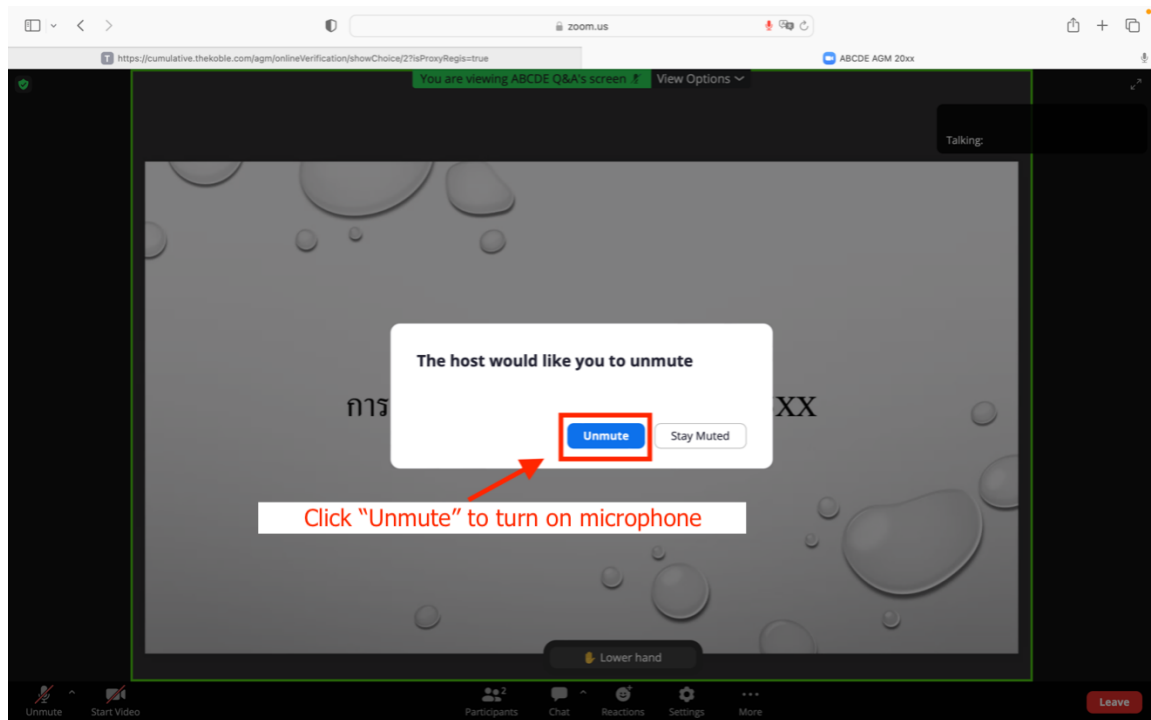 zoom.us
T https://cumulative.thekoble.com/agm/onlineVerification/showChoice/2?isProxyRegis=true
ABCDE AGM 20xx
You are viewing ABCDE Q&A's screen
View Options
Talking:
The host would like you to unmute
การ
XX
Unmute
Stay Muted
Click “Unmute” to turn on microphone
Lower hand
Unmute
Start Video
2
Participants
Chat
Reactions
Settings
More
Leave